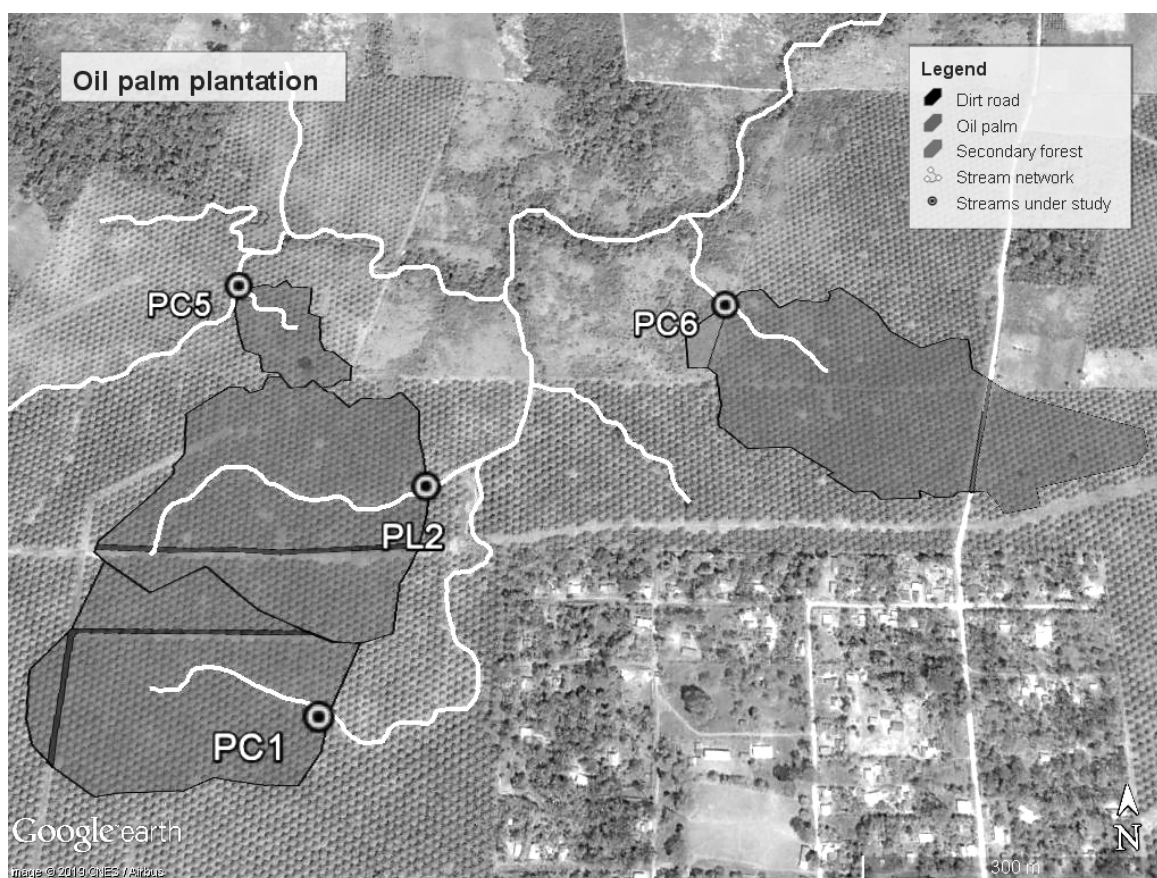 Oil palm plantation
Legend
Dirt road
Oil palm
Secondary forest
Stream network
Streams under study
PC5
PC6
PL2
PC1
Google earth
N
300 m
Image © 2019 CNES / Airbus